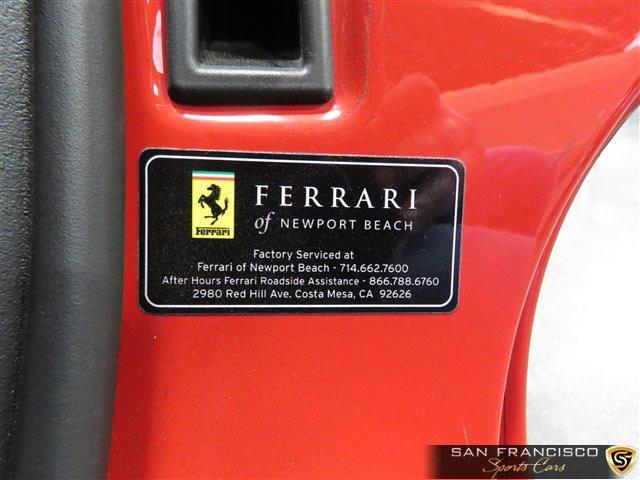 FERRARI
of NEWPORT BEACH
Ferrari
Factory Serviced at
Ferrari of Newport Beach - 714.662.7600
After Hours Ferrari Roadside Assistance - 866.788.6760
2980 Red Hill Ave. Costa Mesa, CA 92626
SAN FRANCISCO
Sports Cars